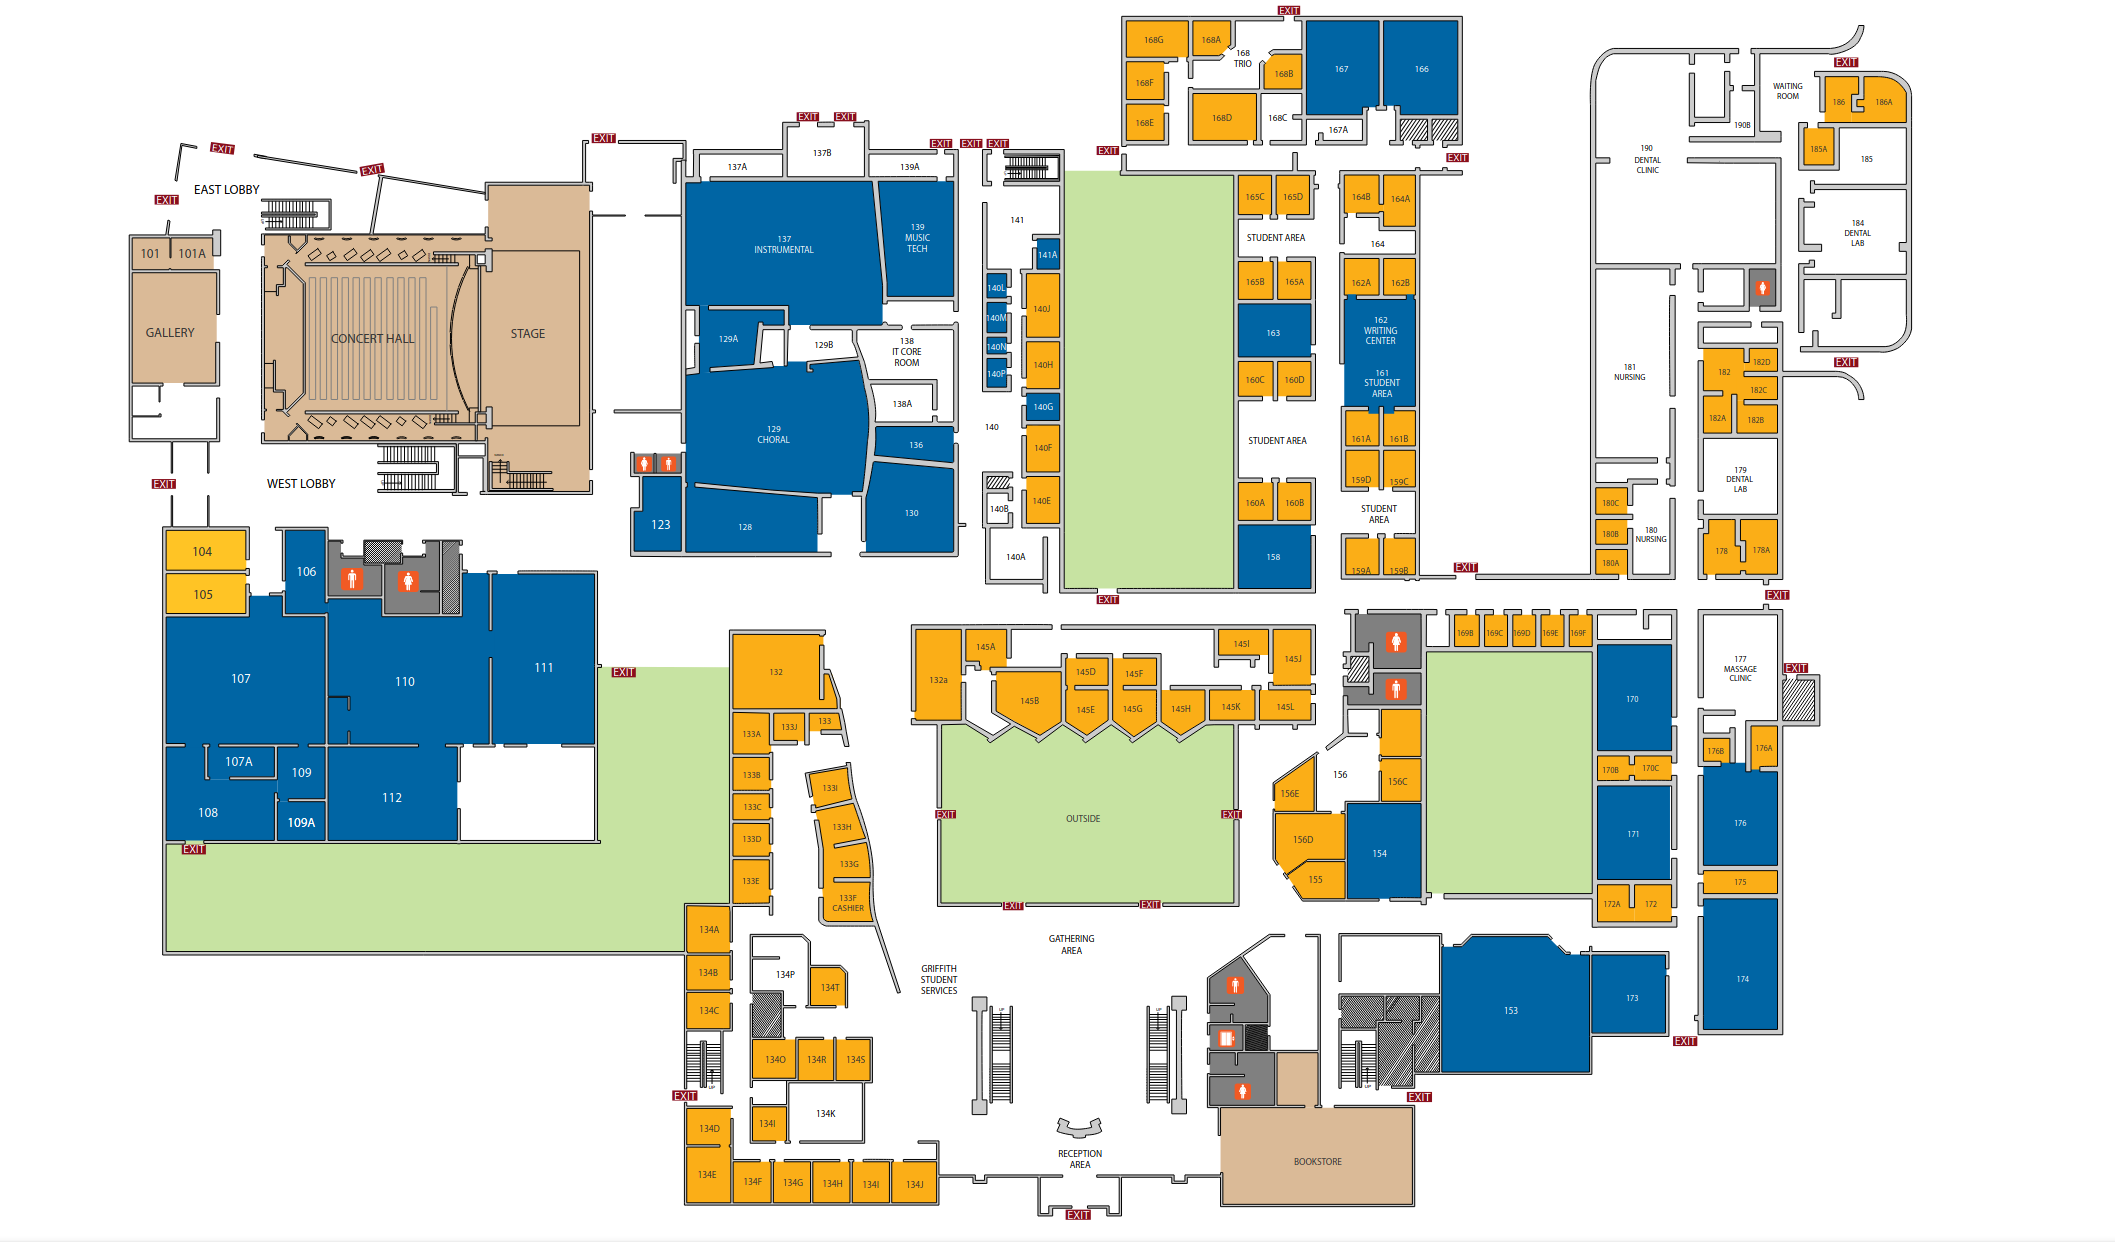 EXIT
168G
168A
168
TRIO
168B
167
166
168F
168E
168D
168C
167A
EXIT
EXIT
EXIT
WAITING
ROOM
186
186A
190B
185A
185
190
DENTAL
CLINIC
184
DENTAL
LAB
EXIT
EXIT
EXIT
EXIT
EXIT
EXIT
EXIT
EXIT
EXIT
EXIT
EAST LOBBY
EXIT
101
101A
GALLERY
CONCERT HALL
STAGE
WEST LOBBY
EXIT
137A
137B
139A
137
INSTRUMENTAL
139
MUSIC
TECH
129A
129B
138
IT CORE
ROOM
138A
129
CHORAL
136
123
128
130
141
141A
140L
140M
140N
140P
140J
140H
140G
140
140F
140E
140B
140A
165C
165D
STUDENT AREA
165B
165A
163
160C
160D
STUDENT AREA
160A
160B
158
164B
164A
164
162A
162B
162
WRITING
CENTER
161
STUDENT
AREA
161A
161B
159D
159C
STUDENT
AREA
159A
159B
EXIT
EXIT
181
NURSING
180C
180B
180
NURSING
180A
182D
182
182C
182A
182B
179
DENTAL
LAB
178
178A
EXIT
EXIT
104
105
106
107
110
111
107A
109
108
109A
112
EXIT
EXIT
132
133J
133
133A
133B
133C
133D
133E
133I
133H
133G
133F
CASHIER
132a
145A
145B
145D
145F
145E
145G
145H
145I
145J
145K
145L
EXIT
OUTSIDE
EXIT
EXIT
EXIT
169B
169C
169D
169E
169F
156
156C
156E
156D
155
154
170
170B
170C
171
172A
172
177
MASSAGE
CLINIC
EXIT
176B
176A
176
175
174
EXIT
134A
134B
134C
134P
134T
134O
134R
134S
UP
EXIT
134D
134I
134K
134E
134F
134G
134H
134I
134J
GRIFFITH
STUDENT
SERVICES
GATHERING
AREA
UP
UP
RECEPTION
AREA
EXIT
BOOKSTORE
UP
EXIT
153
173